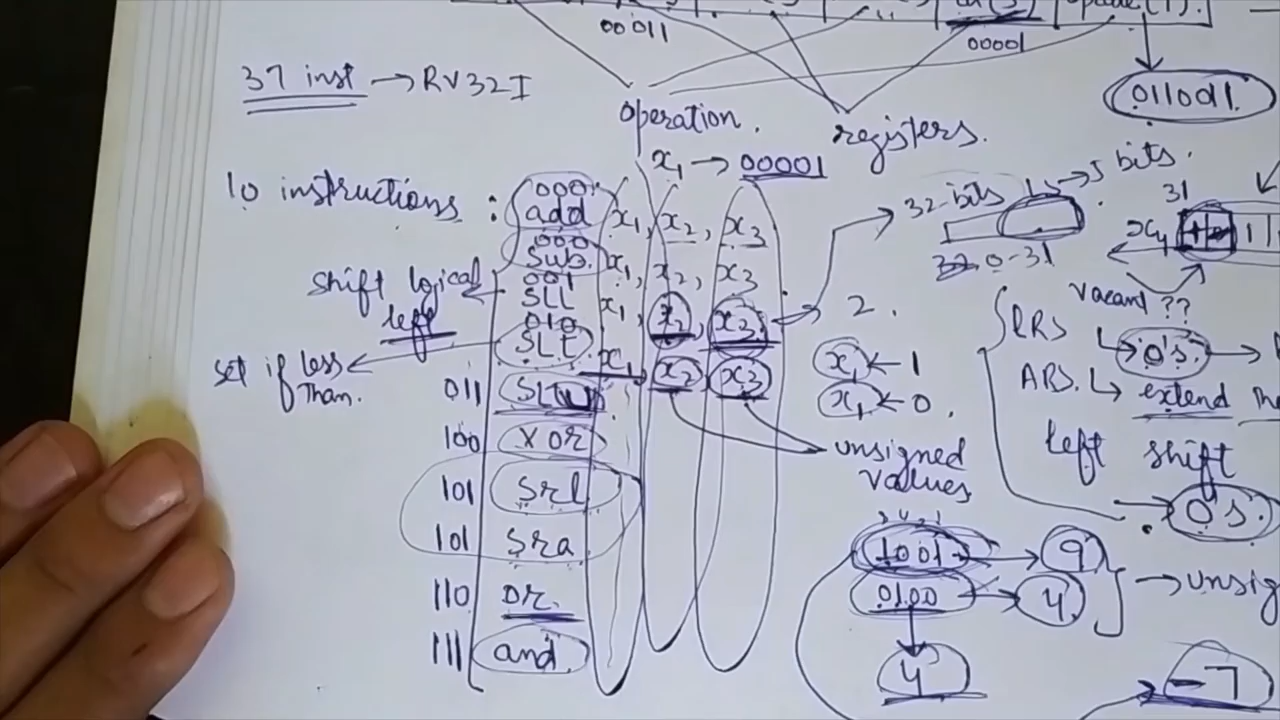 00011
00001
37 inst → RV32I
operation.
registers.
011001
x1 → 00001
10 instructions :
000
add x1, x2, x3
000
sub x1, x2, x3
001
SLL x1, x2, x3
010
SLt x1 x2 x3
011 SLtU
100 xor
101 srl
101 sra
110 or.
111 and
shift logical
left
set if less
Than.
32-bits
→ 5 bits.
0-31
2.
x1 ← 1
x1 ← 0.
unsigned
values
31
x4
Vacant ??
0's.
ARS. → extend
left shift
→ 0's.
1001 → 9
0100 → 4
4
-7